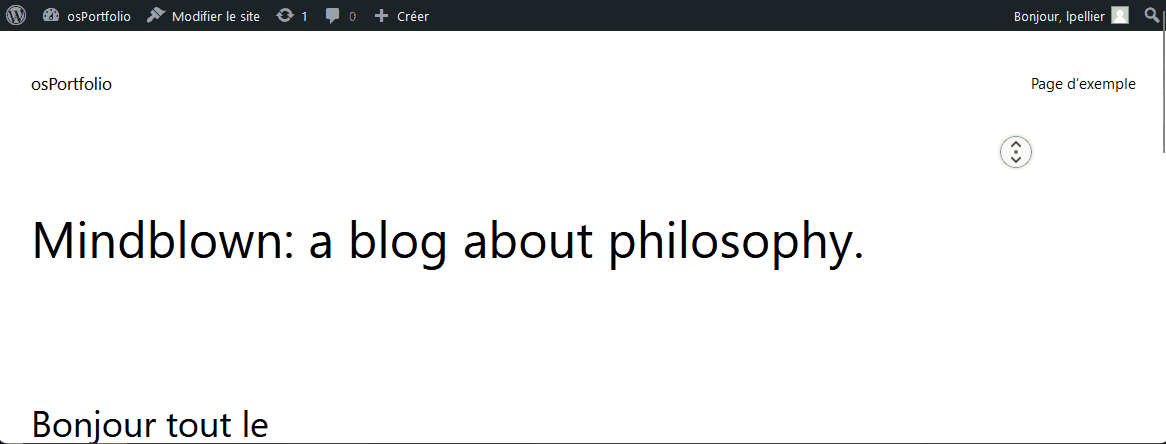 osPortfolio Modifier le site 1 0 Créer Bonjour, lpellier
osPortfolio Page d’exemple
Mindblown: a blog about philosophy.
Bonjour tout le